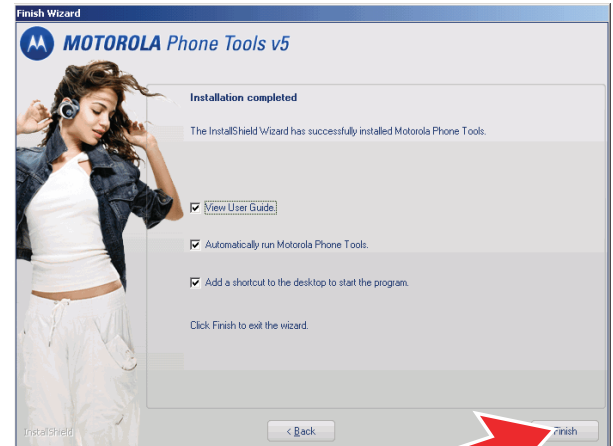 Finish Wizard
MOTOROLA Phone Tools v5
Installation completed
The InstallShield Wizard has successfully installed Motorola Phone Tools.
View User Guide.
Automatically run Motorola Phone Tools.
Add a shortcut to the desktop to start the program.
Click Finish to exit the wizard.
InstallShield
< Back
Finish